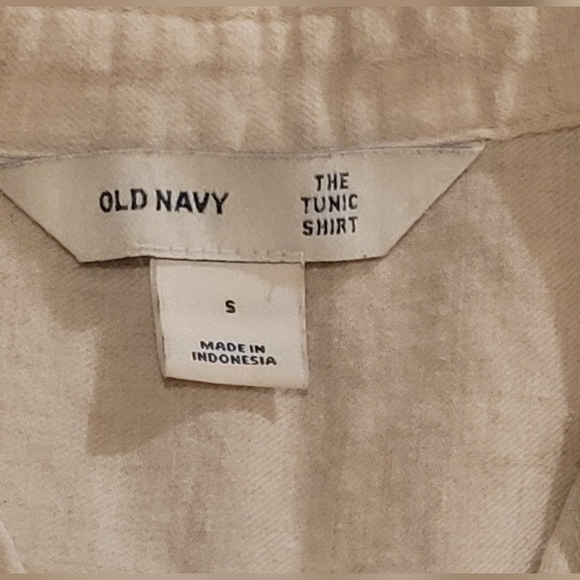 OLD NAVY
THE
TUNIC
SHIRT
S
MADE IN
INDONESIA